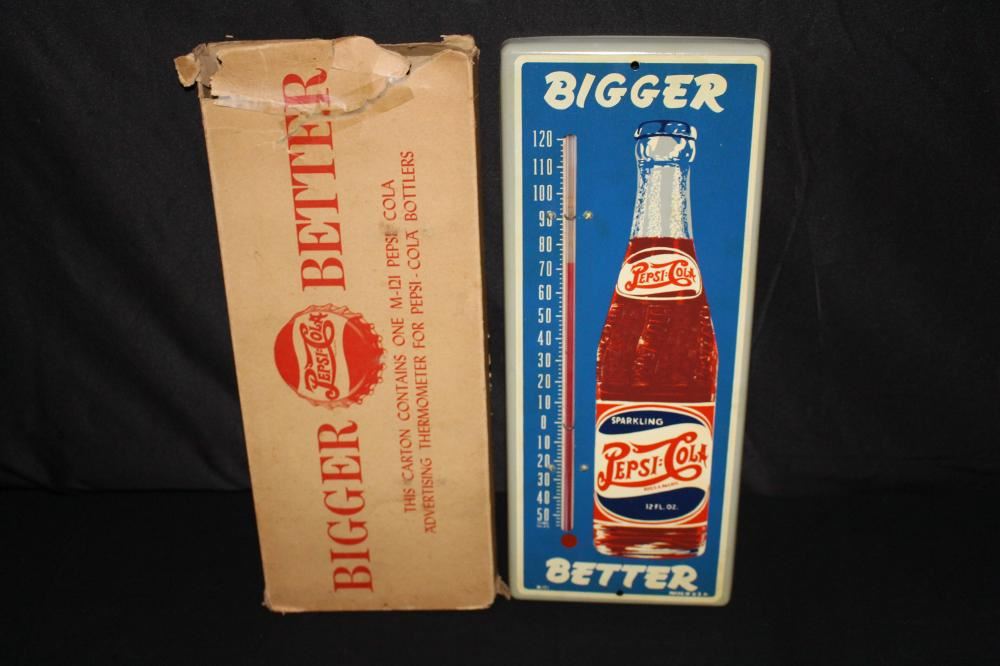 BIGGER BETTER
PEPSI:COLA
THIS CARTON CONTAINS ONE M-121 PEPSI COLA
ADVERTISING THERMOMETER FOR PEPSI-COLA BOTTLERS
BIGGER
120
110
100
90
80
70
60
50
40
30
20
10
0
10
20
30
40
50
PEPSI:COLA
SPARKLING
PEPSI:COLA
12 FL. OZ.
BETTER